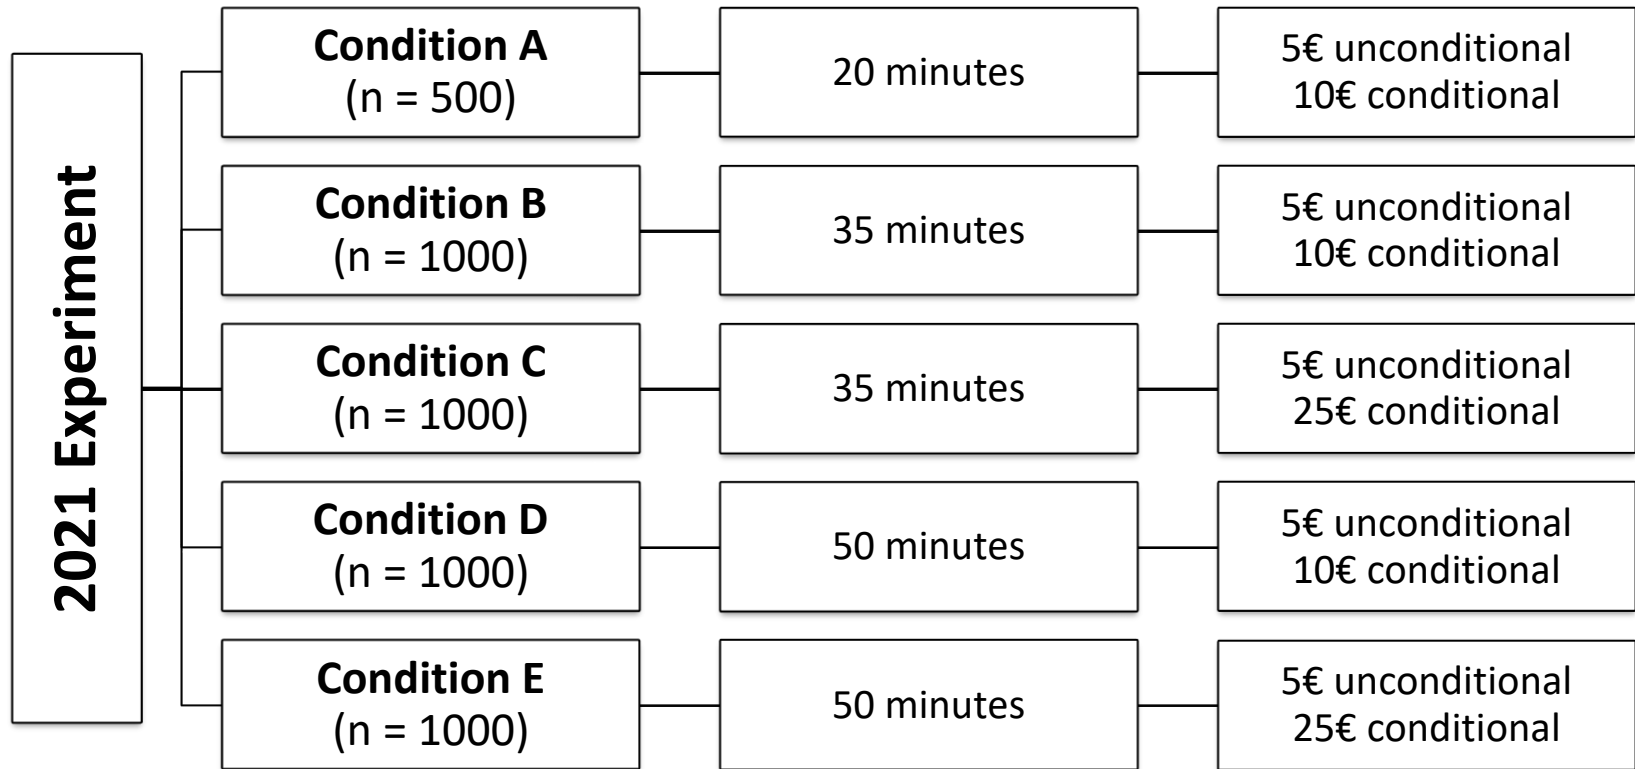 2021 Experiment
Condition A
(n = 500)
20 minutes
5€ unconditional
10€ conditional
Condition B
(n = 1000)
35 minutes
5€ unconditional
10€ conditional
Condition C
(n = 1000)
35 minutes
5€ unconditional
25€ conditional
Condition D
(n = 1000)
50 minutes
5€ unconditional
10€ conditional
Condition E
(n = 1000)
50 minutes
5€ unconditional
25€ conditional